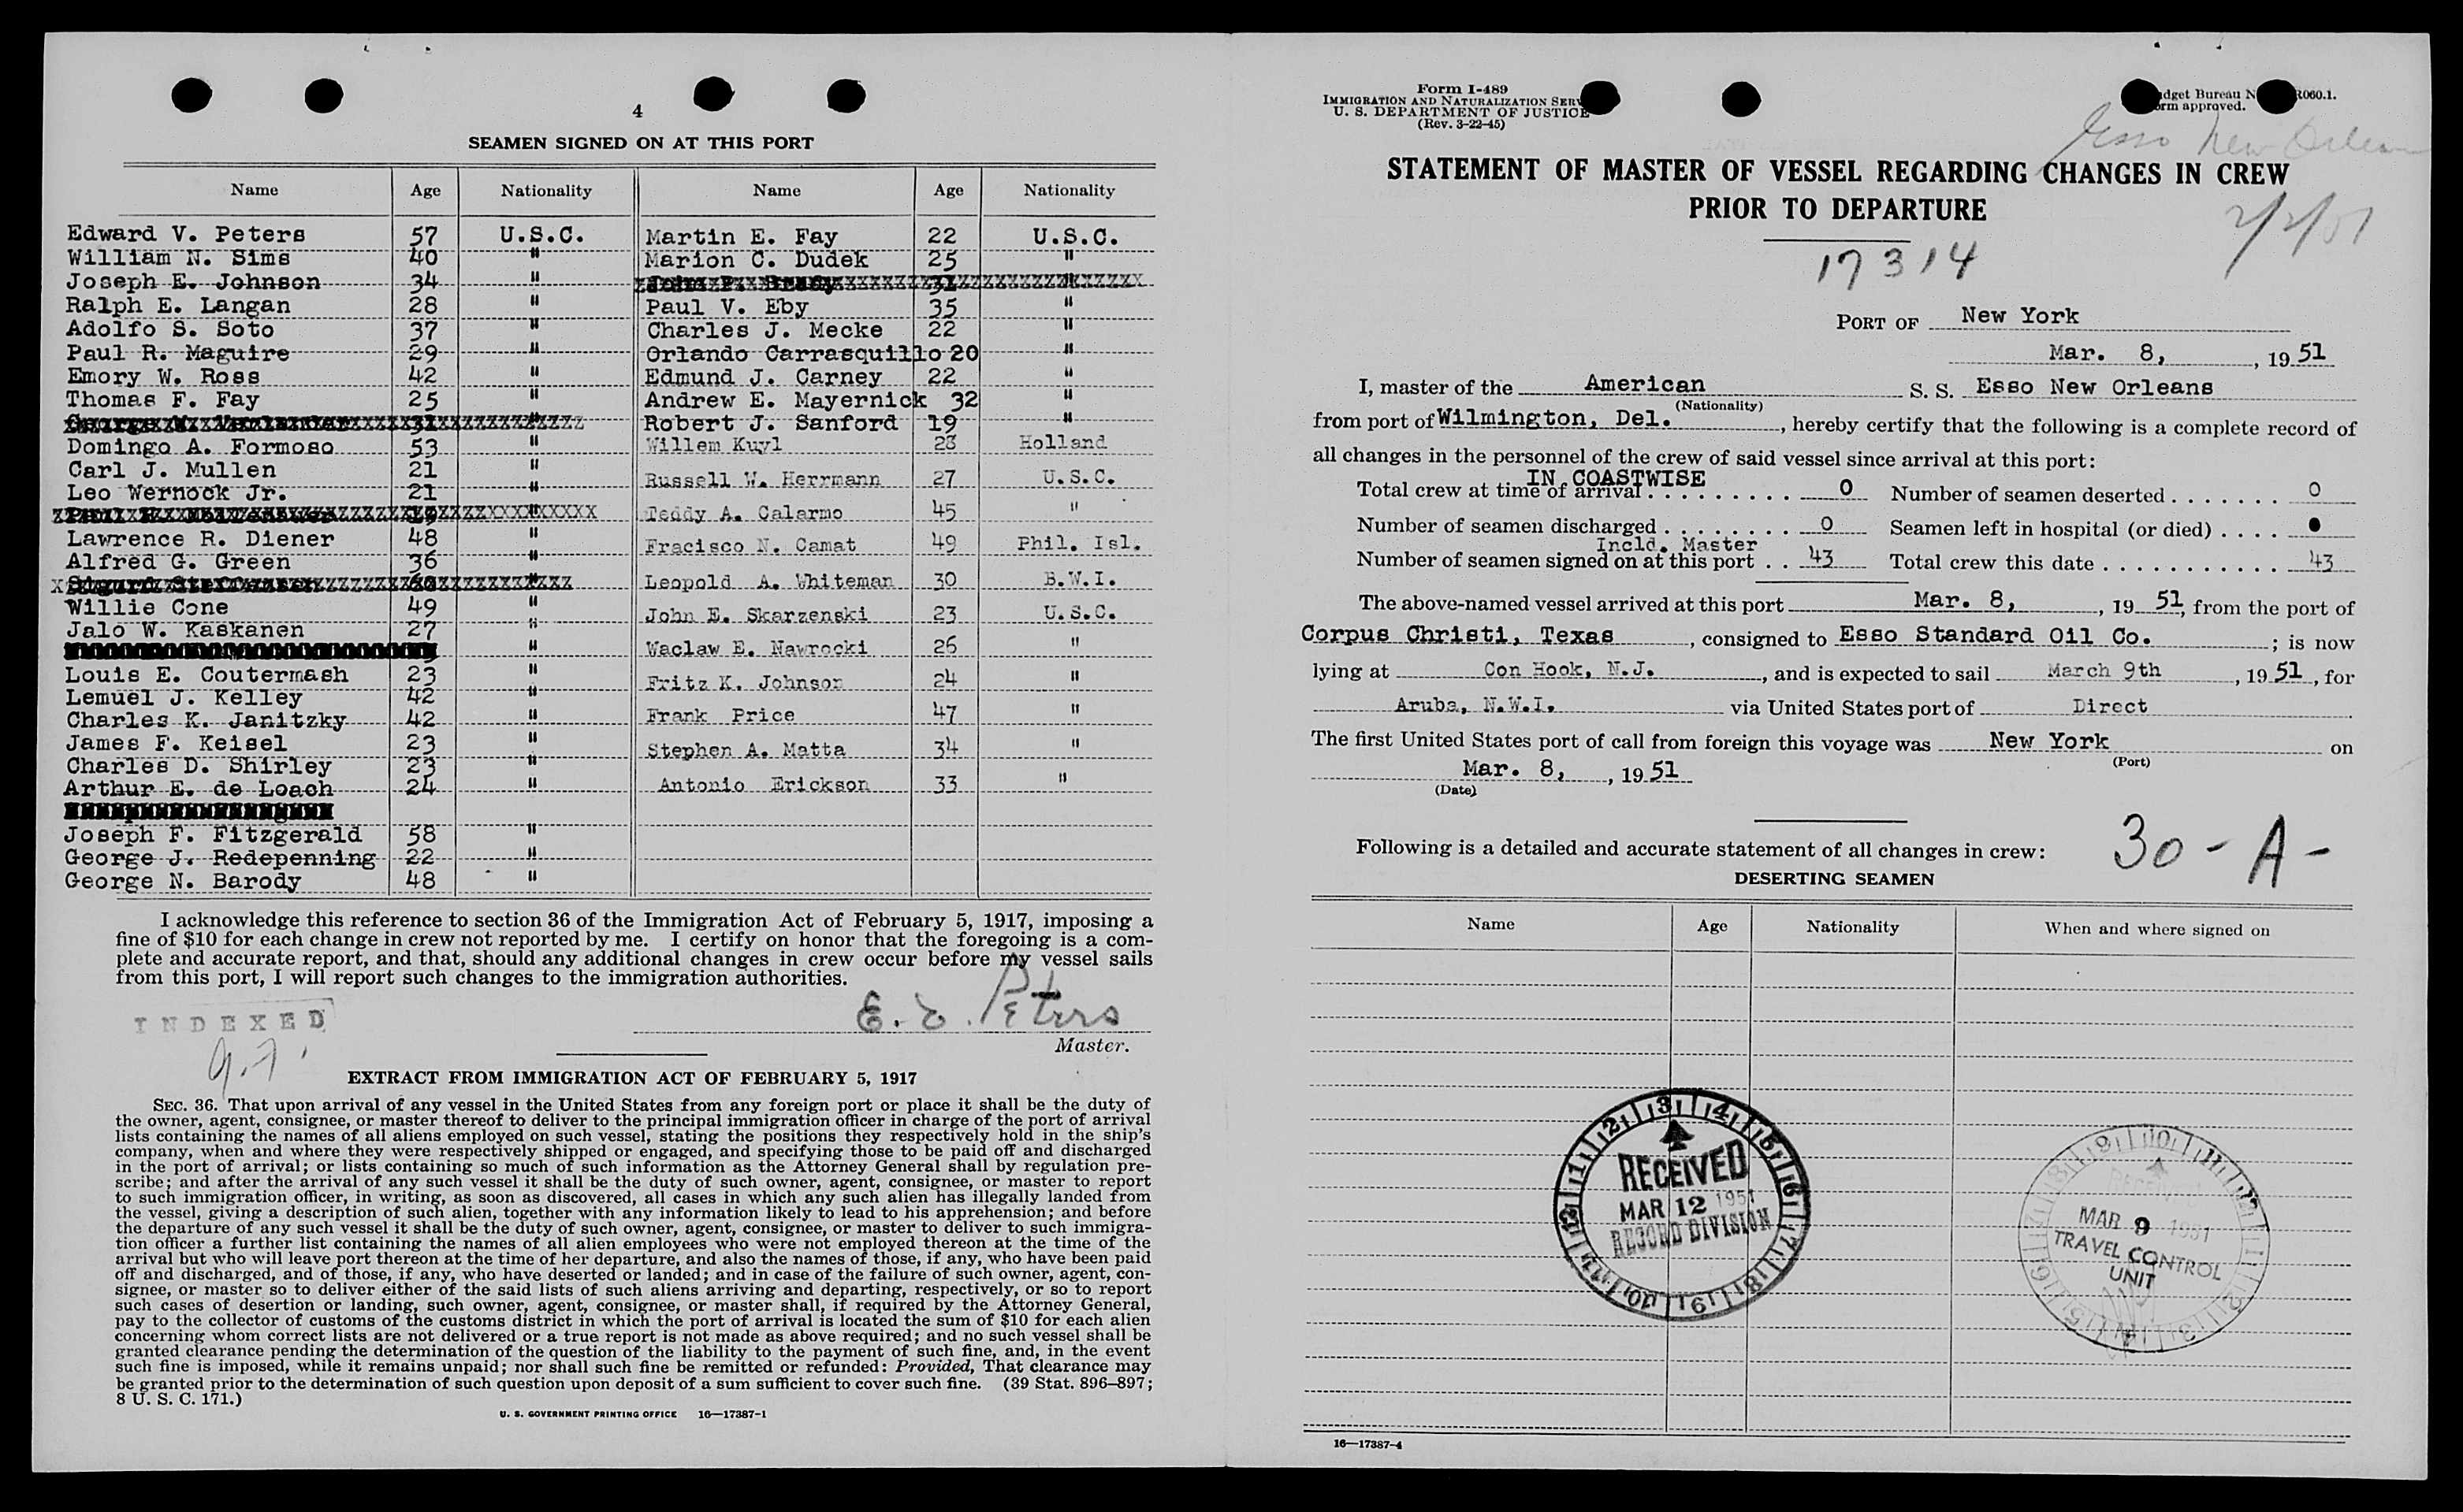 4
SEAMEN SIGNED ON AT THIS PORT
Name Age Nationality Name Age Nationality
Edward V. Peters 57 U.S.C. Martin E. Fay 22 U.S.C.
William N. Sims 40 " Marion C. Dudek 25 "
Joseph E. Johnson 34 " 31
Ralph E. Langan 28 " Paul V. Eby 35 "
Adolfo S. Soto 37 " Charles J. Mecke 22 "
Paul R. Maguire 29 " Orlando Carrasquillo 20 "
Emory W. Ross 42 " Edmund J. Carney 22 "
Thomas F. Fay 25 " Andrew E. Mayernick 32 "
31 " Robert J. Sanford 19 "
Domingo A. Formoso 53 " Willem Kuyl 28 Holland
Carl J. Mullen 21 " Russell W. Herrmann 27 U.S.C.
Leo Wernock Jr. 21 "
19 " Teddy A. Calarmo 45 "
Lawrence R. Diener 48 " Fracisco N. Camat 49 Phil. Isl.
Alfred G. Green 36 "
" Leopold A. Whiteman 30 B.W.I.
Willie Cone 49 " John E. Skarzenski 23 U.S.C.
Jalo W. Kaskanen 27 "
" Waclaw E. Nawrocki 26 "
Louis E. Coutermash 23 " Fritz K. Johnson 24 "
Lemuel J. Kelley 42 "
Charles K. Janitzky 42 " Frank Price 47 "
James F. Keisel 23 " Stephen A. Matta 34 "
Charles D. Shirley 23 "
Arthur E. de Loach 24 " Antonio Erickson 33 "
Joseph F. Fitzgerald 58 "
George J. Redepenning 22 "
George N. Barody 48 "
I acknowledge this reference to section 36 of the Immigration Act of February 5, 1917, imposing a
fine of $10 for each change in crew not reported by me. I certify on honor that the foregoing is a com-
plete and accurate report, and that, should any additional changes in crew occur before my vessel sails
from this port, I will report such changes to the immigration authorities.
INDEXED
E. V. Peters
Master.
EXTRACT FROM IMMIGRATION ACT OF FEBRUARY 5, 1917
SEC. 36. That upon arrival of any vessel in the United States from any foreign port or place it shall be the duty of
the owner, agent, consignee, or master thereof to deliver to the principal immigration officer in charge of the port of arrival
lists containing the names of all aliens employed on such vessel, stating the positions they respectively hold in the ship's
company, when and where they were respectively shipped or engaged, and specifying those to be paid off and discharged
in the port of arrival; or lists containing so much of such information as the Attorney General shall by regulation pre-
scribe; and after the arrival of any such vessel it shall be the duty of such owner, agent, consignee, or master to report
to such immigration officer, in writing, as soon as discovered, all cases in which any such alien has illegally landed from
the vessel, giving a description of such alien, together with any information likely to lead to his apprehension; and before
the departure of any such vessel it shall be the duty of such owner, agent, consignee, or master to deliver to such immigra-
tion officer a further list containing the names of all alien employees who were not employed thereon at the time of the
arrival but who will leave port thereon at the time of her departure, and also the names of those, if any, who have been paid
off and discharged, and of those, if any, who have deserted or landed; and in case of the failure of such owner, agent, con-
signee, or master so to deliver either of the said lists of such aliens arriving and departing, respectively, or so to report
such cases of desertion or landing, such owner, agent, consignee, or master shall, if required by the Attorney General,
pay to the collector of customs of the customs district in which the port of arrival is located the sum of $10 for each alien
concerning whom correct lists are not delivered or a true report is not made as above required; and no such vessel shall be
granted clearance pending the determination of the question of the liability to the payment of such fine, and, in the event
such fine is imposed, while it remains unpaid; nor shall such fine be remitted or refunded: Provided, That clearance may
be granted prior to the determination of such question upon deposit of a sum sufficient to cover such fine. (39 Stat. 896–897;
8 U. S. C. 171.)
U. S. GOVERNMENT PRINTING OFFICE 16—17387-1
Form I-489
IMMIGRATION AND NATURALIZATION SERV
U. S. DEPARTMENT OF JUSTICE
(Rev. 3-22-45)
dget Bureau N R060.1.
orm approved.
Esso New Orleans
STATEMENT OF MASTER OF VESSEL REGARDING CHANGES IN CREW
PRIOR TO DEPARTURE
2/2/51
17314
PORT OF New York
Mar. 8, , 1951
I, master of the American S. S. Esso New Orleans
(Nationality)
from port of Wilmington, Del. , hereby certify that the following is a complete record of
all changes in the personnel of the crew of said vessel since arrival at this port:
IN COASTWISE
Total crew at time of arrival . . . . . . . . . . 0 Number of seamen deserted . . . . . . . 0
Number of seamen discharged . . . . . . . . . 0 Seamen left in hospital (or died) . . . .
Incld. Master
Number of seamen signed on at this port . . 43 Total crew this date . . . . . . . . . . . . 43
The above-named vessel arrived at this port Mar. 8, , 19 51, from the port of
Corpus Christi, Texas , consigned to Esso Standard Oil Co. ; is now
lying at Con Hook, N.J. , and is expected to sail March 9th , 19 51 , for
Aruba, N.W.I. via United States port of Direct
The first United States port of call from foreign this voyage was New York on
(Port)
Mar. 8, , 1951
(Date)
Following is a detailed and accurate statement of all changes in crew: 30 - A -
DESERTING SEAMEN
Name Age Nationality When and where signed on
RECEIVED
MAR 12 1951
RECORD DIVISION
RECEIVED
MAR 9 1951
TRAVEL CONTROL
UNIT
16—17387-4